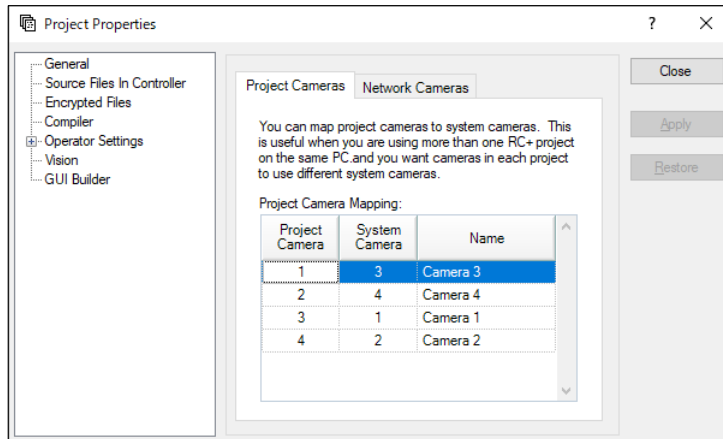 Project Properties
? ×
General
Source Files In Controller
Encrypted Files
Compiler
Operator Settings
Vision
GUI Builder
Project Cameras
Network Cameras
You can map project cameras to system cameras. This
is useful when you are using more than one RC+ project
on the same PC.and you want cameras in each project
to use different system cameras.
Project Camera Mapping:
Project Camera System Camera Name
1 3 Camera 3
2 4 Camera 4
3 1 Camera 1
4 2 Camera 2
Close
Apply
Restore